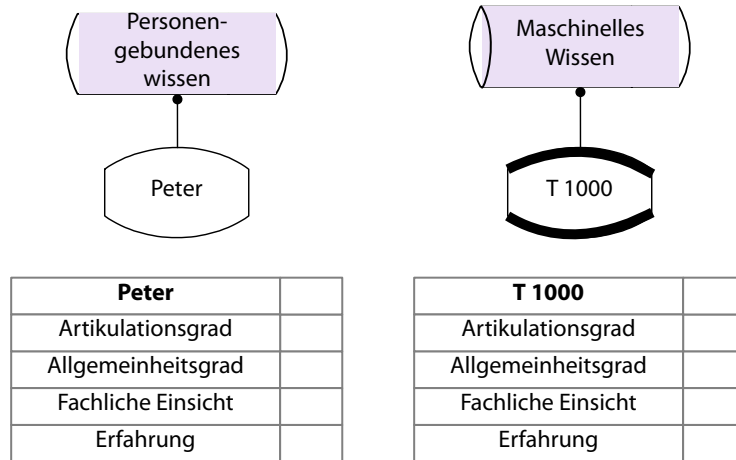 Personen-
gebundenes
wissen
Peter
Maschinelles
Wissen
T 1000
Peter
Artikulationsgrad
Allgemeinheitsgrad
Fachliche Einsicht
Erfahrung
T 1000
Artikulationsgrad
Allgemeinheitsgrad
Fachliche Einsicht
Erfahrung